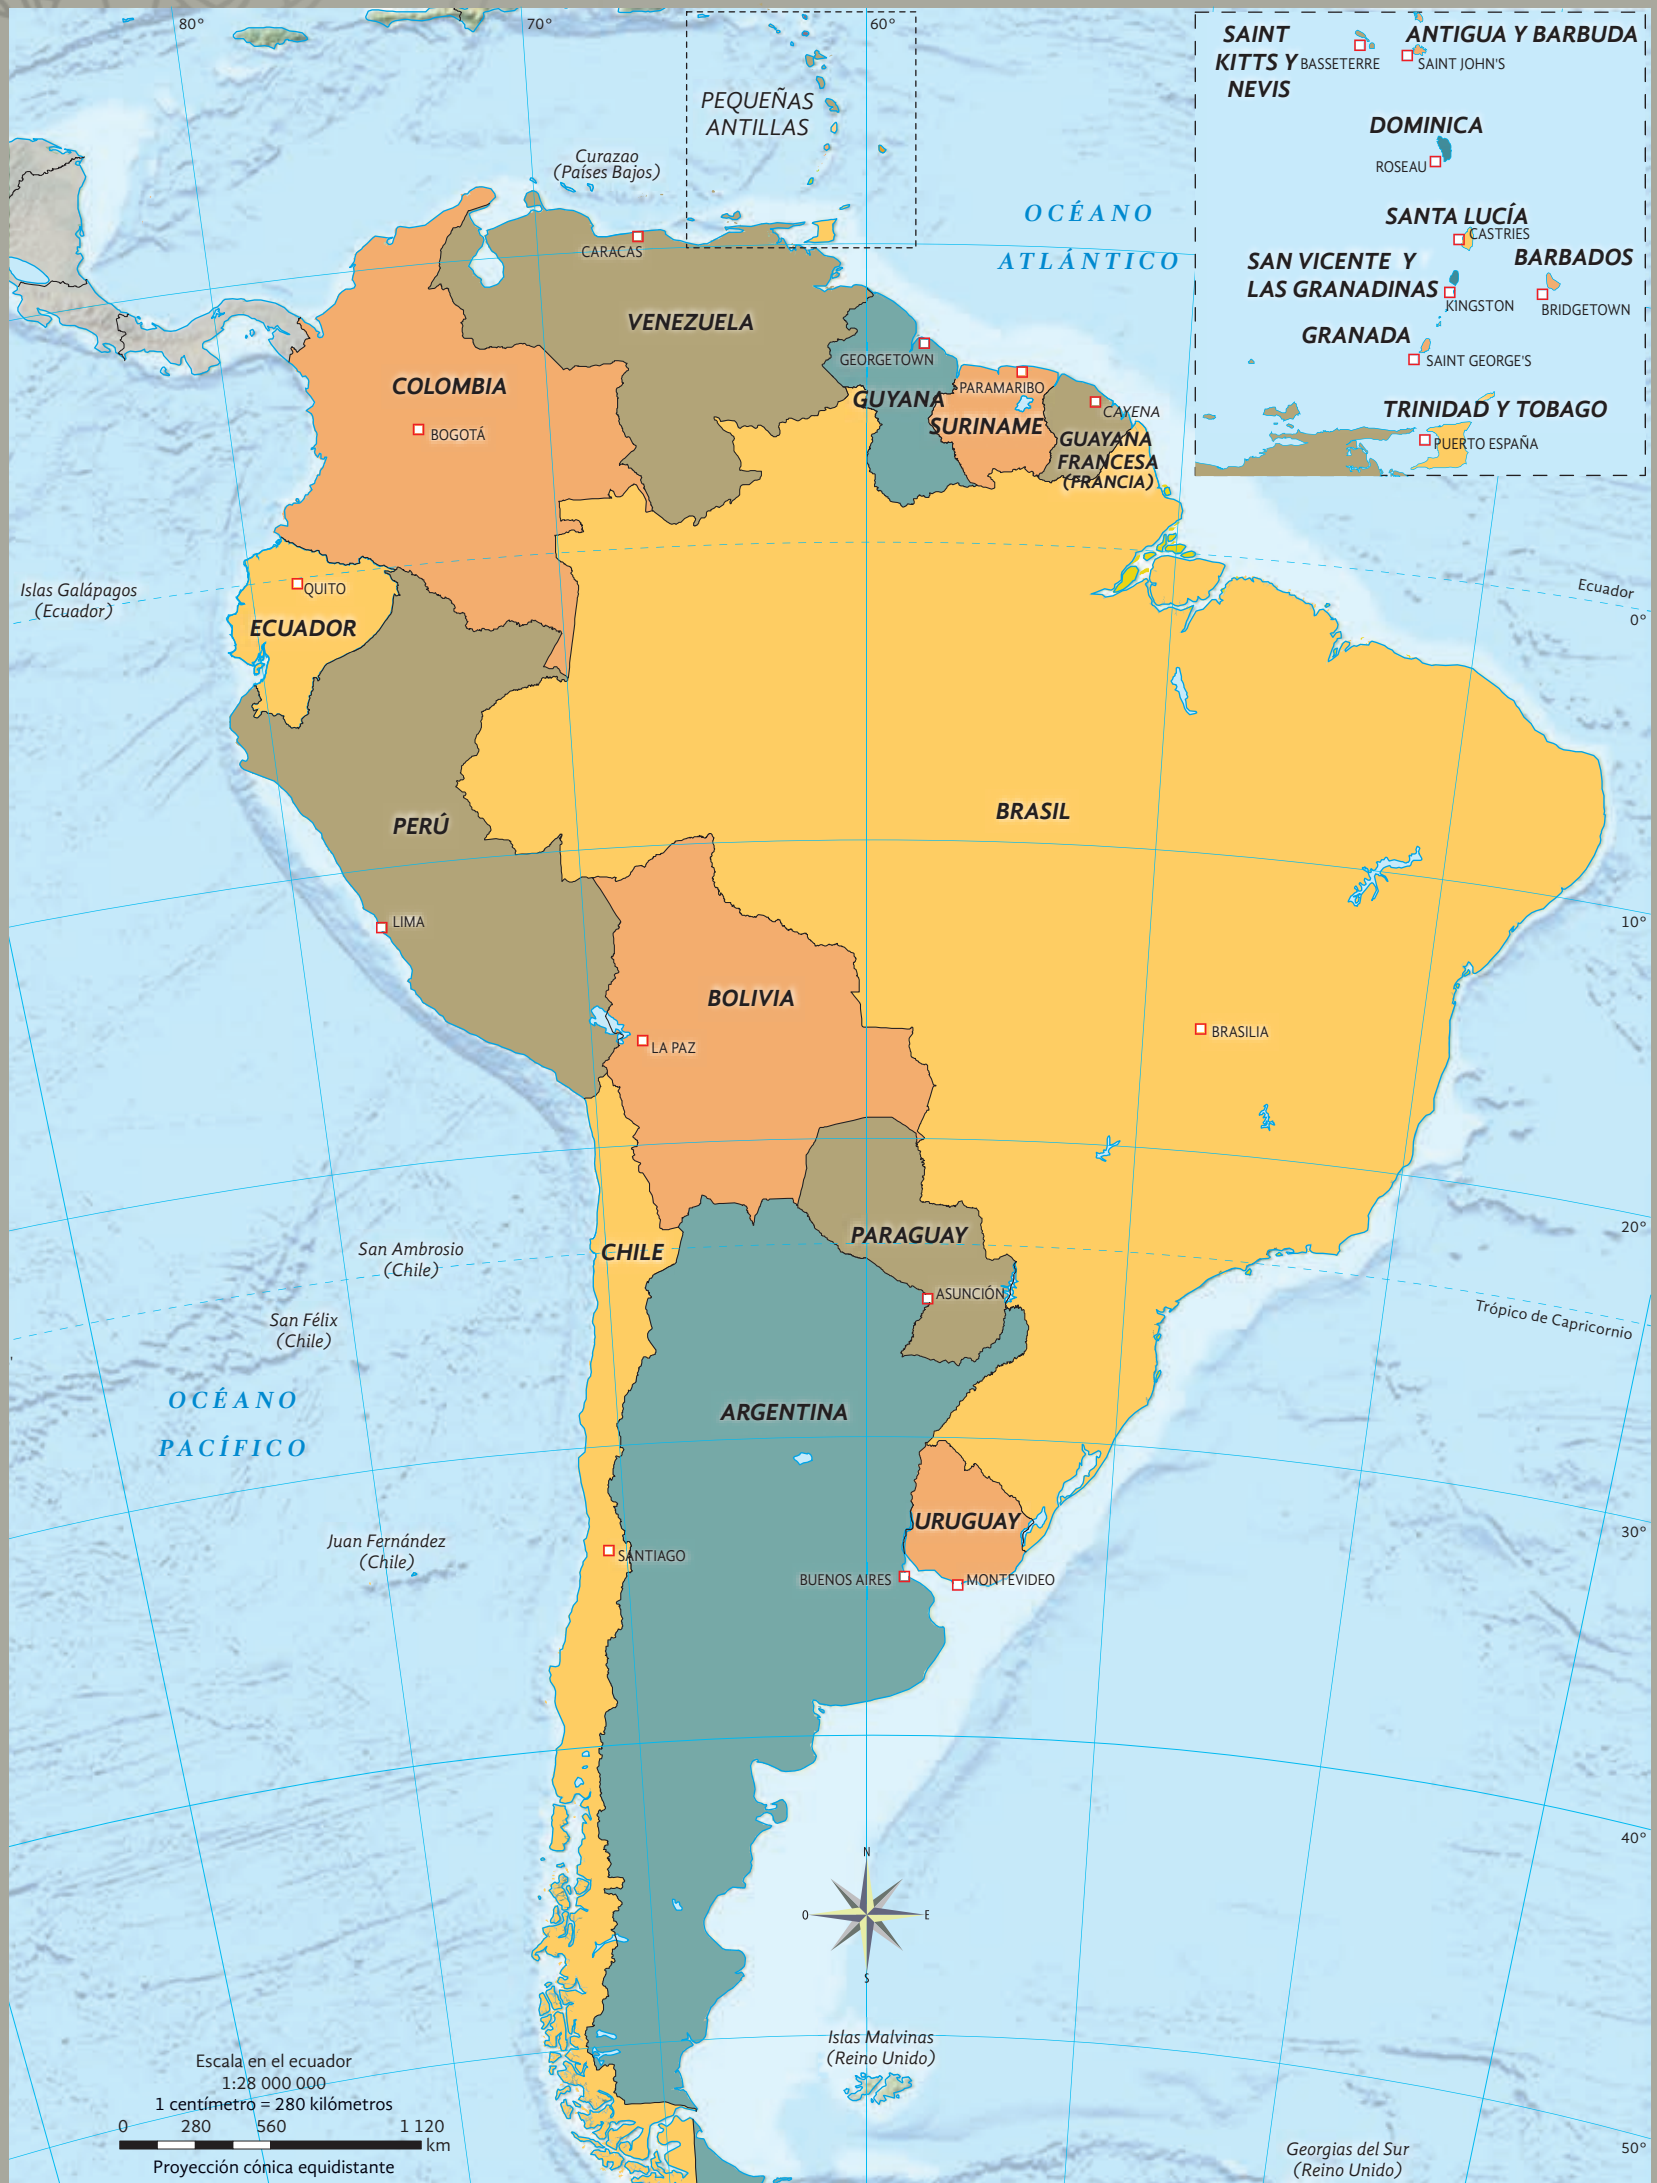 80°
70°
60°
PEQUEÑAS
ANTILLAS
Curazao
(Países Bajos)
OCÉANO
ATLÁNTICO
SAINT
KITTS Y
NEVIS
BASSETERRE
ANTIGUA Y BARBUDA
SAINT JOHN'S
DOMINICA
ROSEAU
SANTA LUCÍA
CASTRIES
SAN VICENTE Y
LAS GRANADINAS
KINGSTON
BARBADOS
BRIDGETOWN
GRANADA
SAINT GEORGE'S
TRINIDAD Y TOBAGO
PUERTO ESPAÑA
CARACAS
VENEZUELA
GEORGETOWN
GUYANA
PARAMARIBO
SURINAME
CAYENA
GUAYANA
FRANCESA
(FRANCIA)
COLOMBIA
BOGOTÁ
Islas Galápagos
(Ecuador)
QUITO
ECUADOR
Ecuador
0°
PERÚ
LIMA
BRASIL
10°
BOLIVIA
LA PAZ
BRASILIA
20°
PARAGUAY
ASUNCIÓN
CHILE
San Ambrosio
(Chile)
San Félix
(Chile)
Trópico de Capricornio
OCÉANO
PACÍFICO
ARGENTINA
30°
URUGUAY
Juan Fernández
(Chile)
SANTIAGO
BUENOS AIRES
MONTEVIDEO
40°
N
O
E
S
Islas Malvinas
(Reino Unido)
Escala en el ecuador
1:28 000 000
1 centímetro = 280 kilómetros
0 280 560 1 120
km
Proyección cónica equidistante
50°
Georgias del Sur
(Reino Unido)